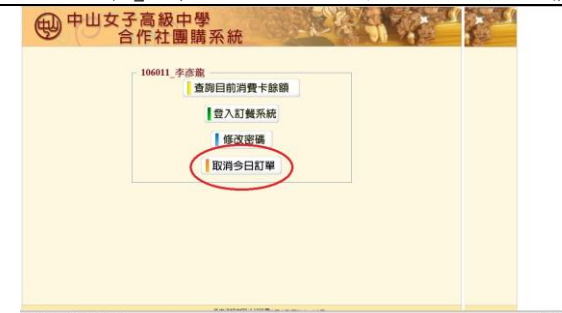 中山女子高級中學
合作社團購系統
106011_李彥龍
查詢目前消費卡餘額
登入訂餐系統
修改密碼
取消今日訂單